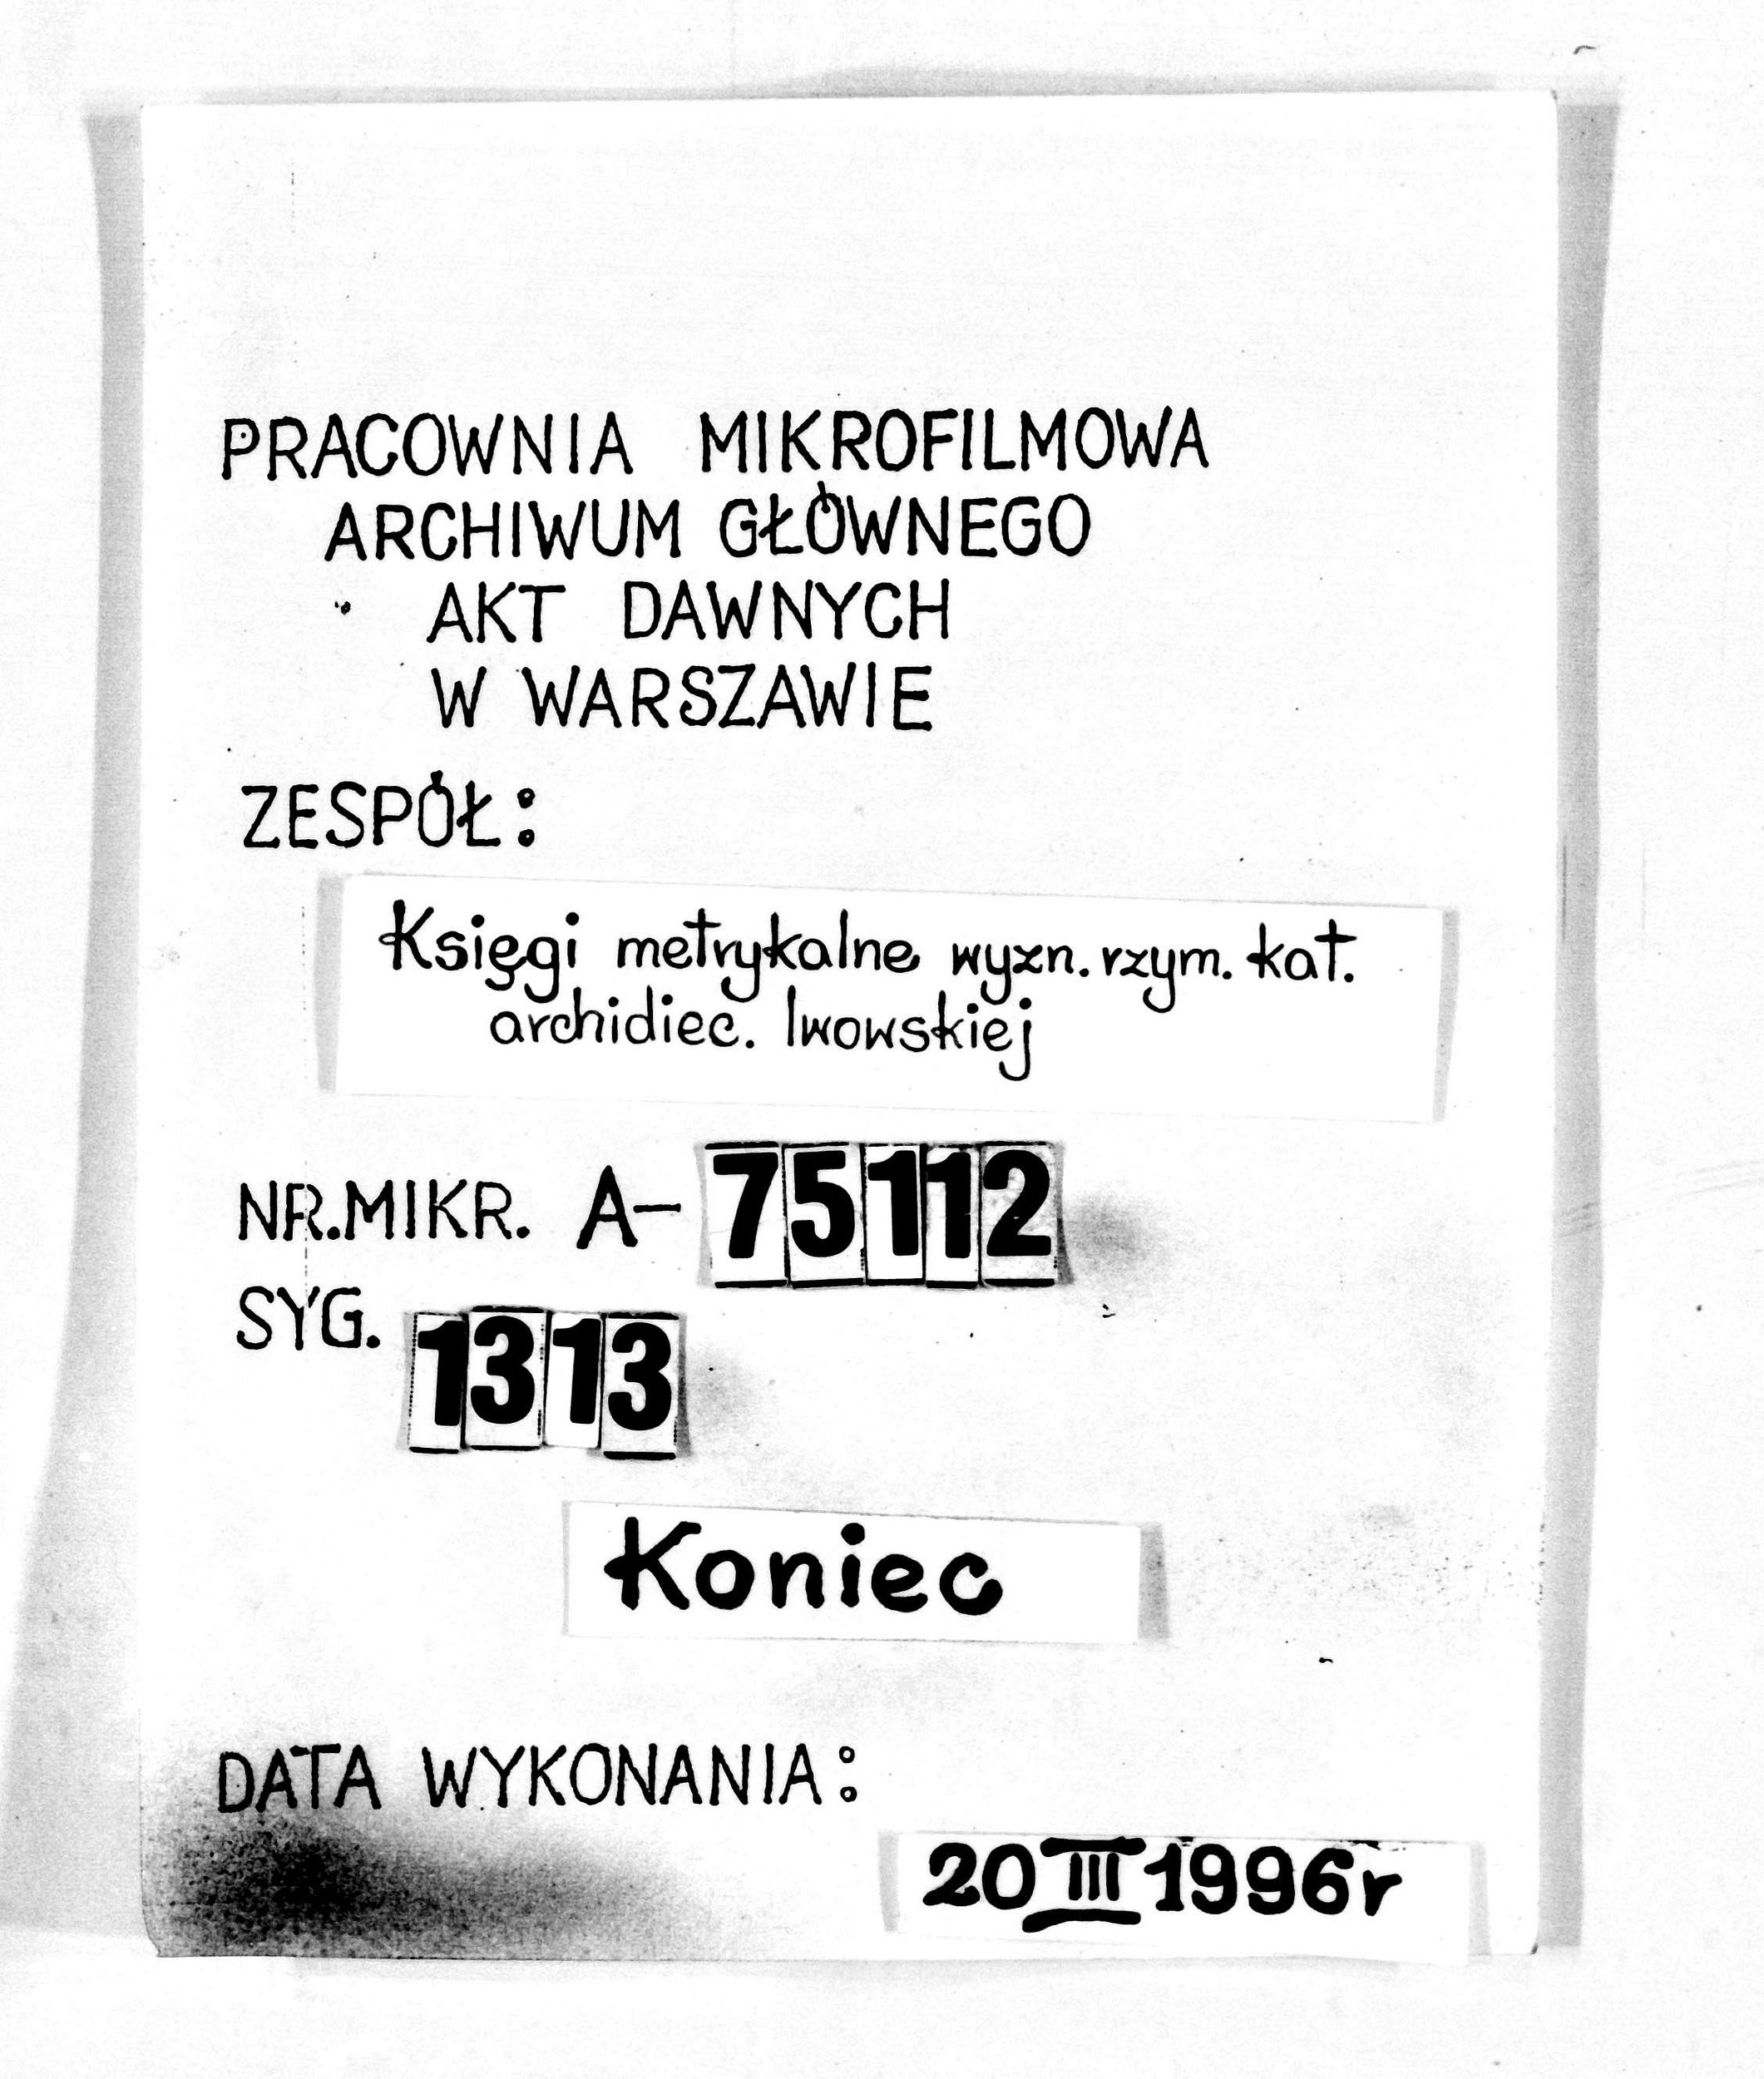 PRACOWNIA MIKROFILMOWA
ARCHIWUM GŁÓWNEGO
AKT DAWNYCH
W WARSZAWIE
ZESPÓŁ:
Księgi metrykalne wyzn. rzym. kat.
archidiec. lwowskiej
NR.MIKR. A- 75112
SYG. 1313
Koniec
DATA WYKONANIA:
20 III 1996r